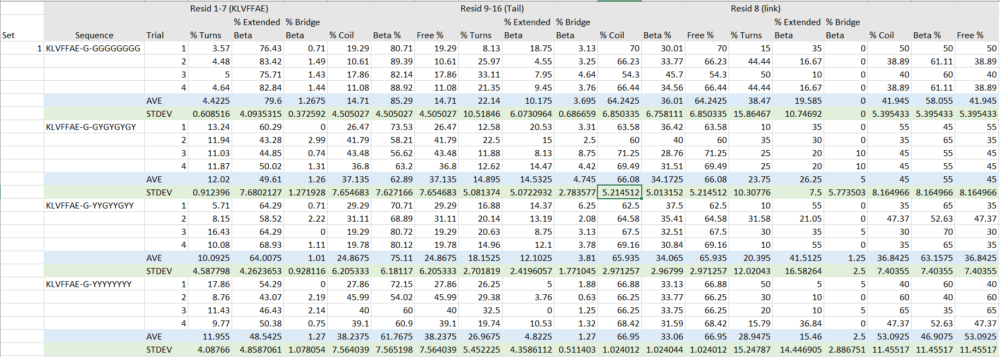 Resid 1-7 (KLVFFAE) Resid 9-16 (Tail) Resid 8 (link)
% Extended % Bridge % Extended % Bridge % Extended % Bridge
Set Sequence Trial % Turns Beta Beta % Coil Beta % Free % % Turns Beta Beta % Coil Beta % Free % % Turns Beta Beta % Coil Beta % Free %
1 KLVFFAE-G-GGGGGGGG 1 3.57 76.43 0.71 19.29 80.71 19.29 8.13 18.75 3.13 70 30.01 70 15 35 0 50 50 50
2 4.48 83.42 1.49 10.61 89.39 10.61 25.97 4.55 3.25 66.23 33.77 66.23 44.44 16.67 0 38.89 61.11 38.89
3 5 75.71 1.43 17.86 82.14 17.86 33.11 7.95 4.64 54.3 45.7 54.3 50 10 0 40 60 40
4 4.64 82.84 1.44 11.08 88.92 11.08 21.35 9.45 3.76 66.44 34.56 66.44 44.44 16.67 0 38.89 61.11 38.89
AVE 4.4225 79.6 1.2675 14.71 85.29 14.71 22.14 10.175 3.695 64.2425 36.01 64.2425 38.47 19.585 0 41.945 58.055 41.945
STDEV 0.608516 4.0935315 0.372592 4.505027 4.505027 4.505027 10.51846 6.0730964 0.686659 6.850335 6.758111 6.850335 15.86467 10.74692 0 5.395433 5.395433 5.395433
KLVFFAE-G-GYGYGYGY 1 13.24 60.29 0 26.47 73.53 26.47 12.58 20.53 3.31 63.58 36.42 63.58 10 35 0 55 45 55
2 11.94 43.28 2.99 41.79 58.21 41.79 22.5 15 2.5 60 40 60 35 30 0 35 65 35
3 11.03 44.85 0.74 43.48 56.62 43.48 11.88 8.13 8.75 71.25 28.76 71.25 25 20 10 45 55 45
4 11.87 50.02 1.31 36.8 63.2 36.8 12.62 14.47 4.42 69.49 31.51 69.49 25 20 10 45 55 45
AVE 12.02 49.61 1.26 37.135 62.89 37.135 14.895 14.5325 4.745 66.08 34.1725 66.08 23.75 26.25 5 45 55 45
STDEV 0.912396 7.6802127 1.271928 7.654683 7.627166 7.654683 5.081374 5.0722932 2.783577 5.214512 5.013152 5.214512 10.30776 7.5 5.773503 8.164966 8.164966 8.164966
KLVFFAE-G-YYGYYGYY 1 5.71 64.29 0.71 29.29 70.71 29.29 16.88 14.37 6.25 62.5 37.5 62.5 10 55 0 35 65 35
2 8.15 58.52 2.22 31.11 68.89 31.11 20.14 13.19 2.08 64.58 35.41 64.58 31.58 21.05 0 47.37 52.63 47.37
3 16.43 64.29 0 19.29 80.72 19.29 20.63 8.75 3.13 67.5 32.51 67.5 30 35 5 30 70 30
4 10.08 68.93 1.11 19.78 80.12 19.78 14.96 12.1 3.78 69.16 30.84 69.16 10 55 0 35 65 35
AVE 10.0925 64.0075 1.01 24.8675 75.11 24.8675 18.1525 12.1025 3.81 65.935 34.065 65.935 20.395 41.5125 1.25 36.8425 63.1575 36.8425
STDEV 4.587798 4.2623653 0.928116 6.205333 6.18117 6.205333 2.701819 2.4196057 1.771045 2.971257 2.96799 2.971257 12.02043 16.58264 2.5 7.40355 7.40355 7.40355
KLVFFAE-G-YYYYYYYY 1 17.86 54.29 0 27.86 72.15 27.86 26.25 5 1.88 66.88 33.13 66.88 50 5 5 40 60 40
2 8.76 43.07 2.19 45.99 54.02 45.99 29.38 3.76 0.63 66.25 33.77 66.25 30 10 0 60 40 60
3 11.43 46.43 2.14 40 60 40 32.5 0 1.25 66.25 33.75 66.25 20 10 5 65 35 65
4 9.77 50.38 0.75 39.1 60.9 39.1 19.74 10.53 1.32 68.42 31.59 68.42 15.79 36.84 0 47.37 52.63 47.37
AVE 11.955 48.5425 1.27 38.2375 61.7675 38.2375 26.9675 4.8225 1.27 66.95 33.06 66.95 28.9475 15.46 2.5 53.0925 46.9075 53.0925
STDEV 4.08766 4.8587061 1.078054 7.564039 7.565198 7.564039 5.452225 4.3586112 0.511403 1.024012 1.024044 1.024012 15.24787 14.446905 2.886751 11.45517 11.45517 11.45517